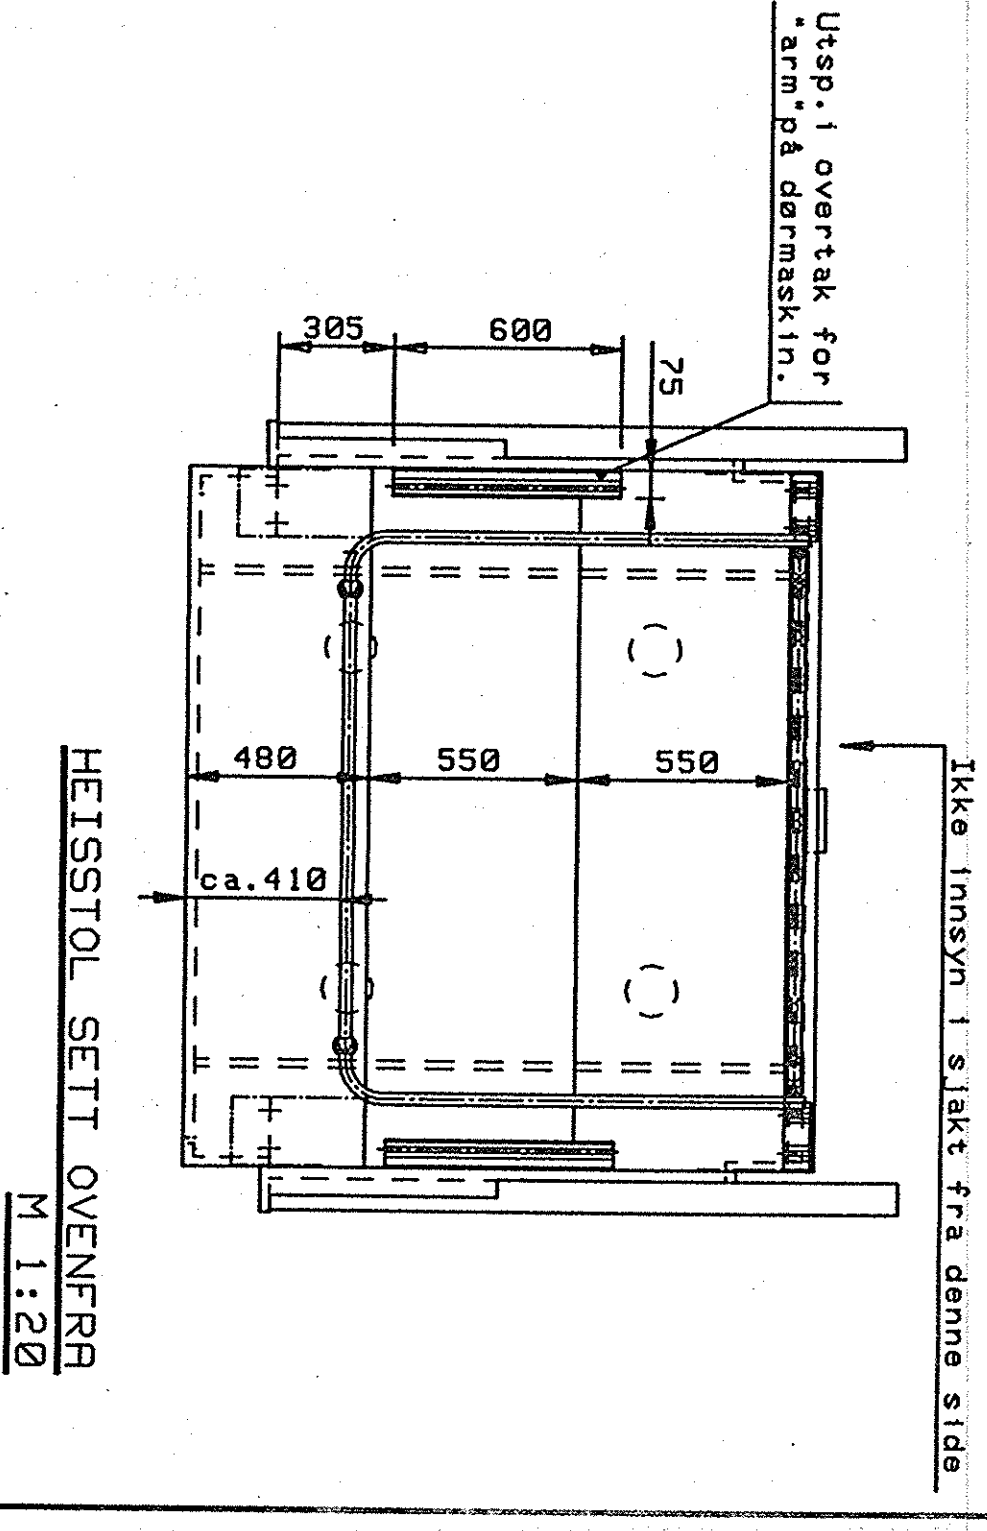 Utsp.i overtak for
"arm"på dørmaskin.
Ikke innsyn i sjakt fra denne side
305
600
75
480
550
550
ca.410
HEISSTOL SETT OVENFRA
M 1:20